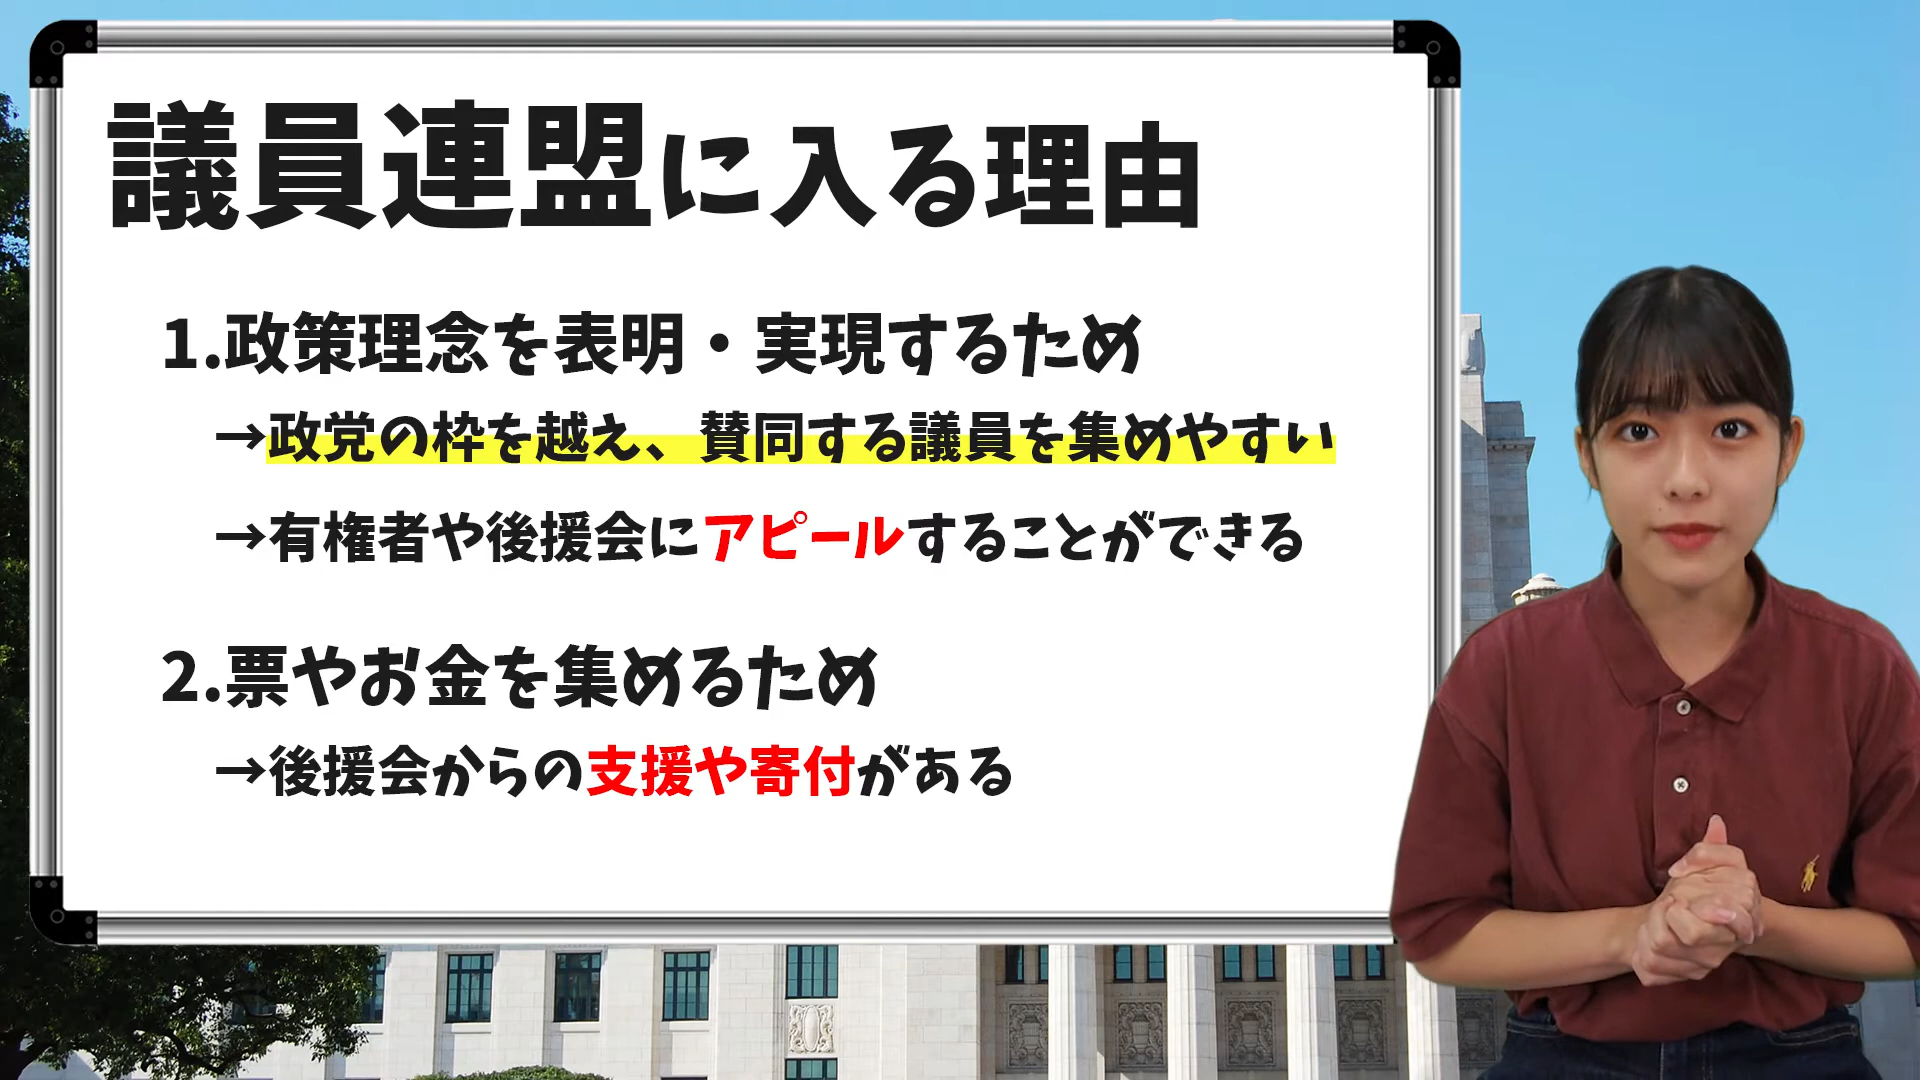 議員連盟に入る理由
1.政策理念を表明・実現するため
→政党の枠を越え、賛同する議員を集めやすい
→有権者や後援会にアピールすることができる
2.票やお金を集めるため
→後援会からの支援や寄付がある